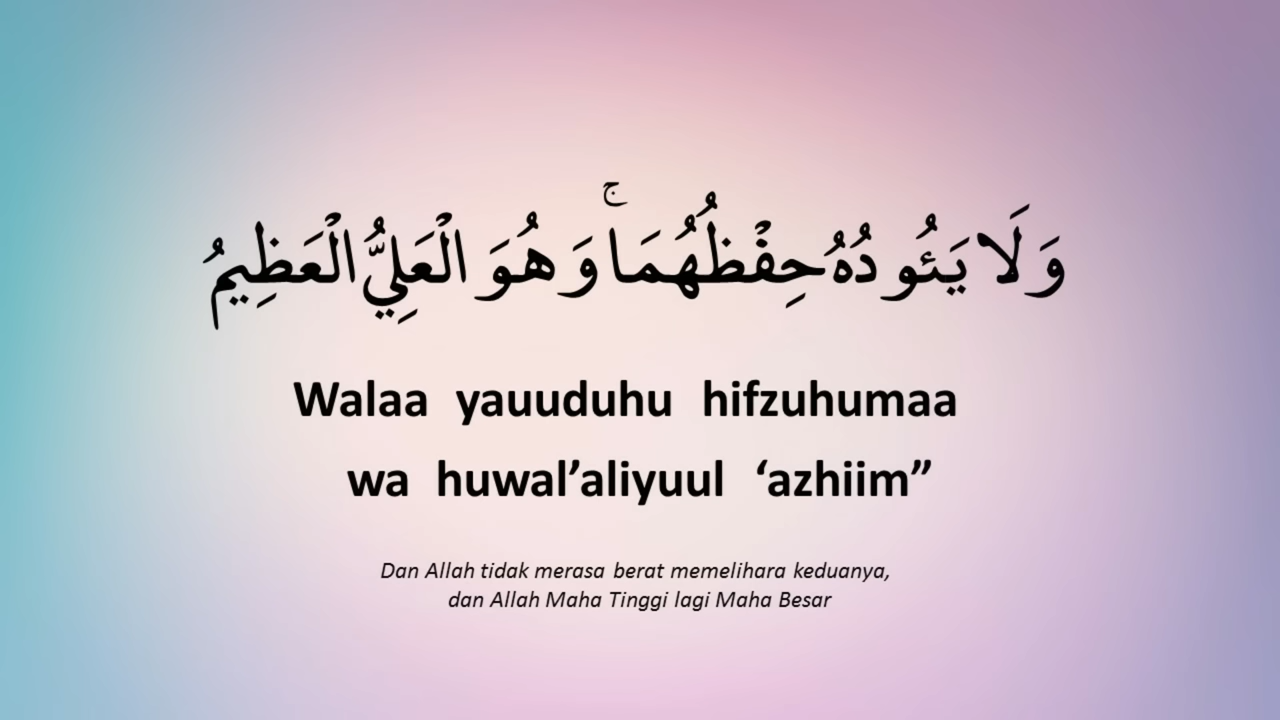 وَلَا يَئُودُهُ حِفْظُهُمَا ۚ وَهُوَ الْعَلِيُّ الْعَظِيمُ
Walaa yauuduhu hifzuhumaa
wa huwal’aliyuul ‘azhiim”
Dan Allah tidak merasa berat memelihara keduanya,
dan Allah Maha Tinggi lagi Maha Besar